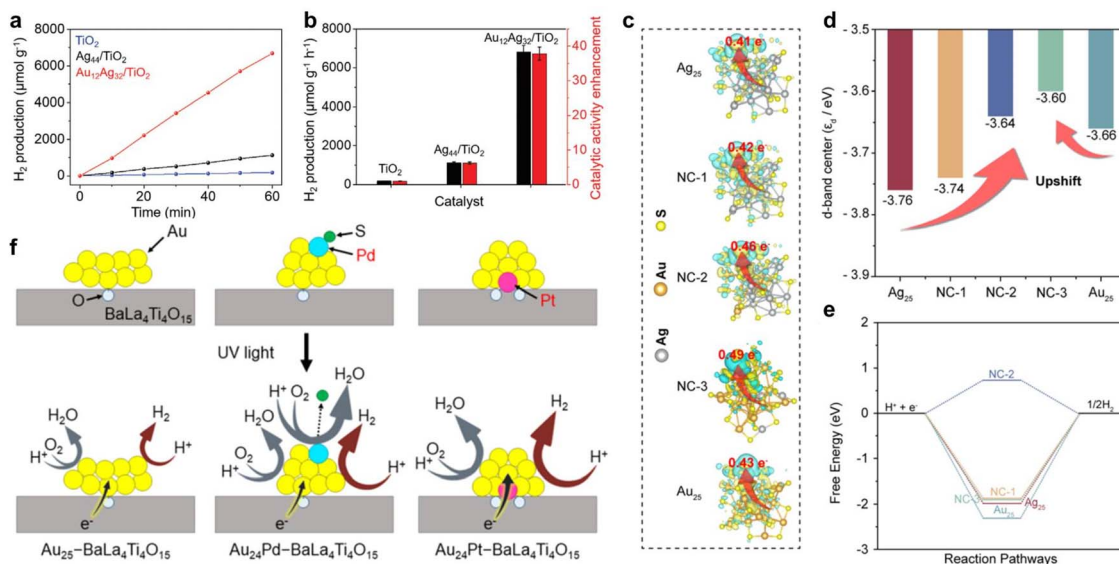 a
TiO2
Ag44/TiO2
Au12Ag32/TiO2
H2 production (μmol g-1)
8000
6000
4000
2000
0
0 20 40 60
Time (min)
b
H2 production (μmol g-1 h-1)
8000
6000
4000
2000
0
TiO2
Ag44/TiO2
Au12Ag32/TiO2
Catalyst
40
30
20
10
0
Catalytic activity enhancement
c
Ag25
0.41 e-
NC-1
0.42 e-
NC-2
0.46 e-
NC-3
0.49 e-
Au25
0.43 e-
S
Au
Ag
d
d-band center (εd / eV)
-3.5
-3.6
-3.7
-3.8
-3.9
-3.76
-3.74
-3.64
-3.60
-3.66
Upshift
Ag25 NC-1 NC-2 NC-3 Au25
e
Free Energy (eV)
2
1
0
-1
-2
-3
H+ + e-
NC-2
1/2H2
NC-3
NC-1
Ag25
Au25
Reaction Pathways
f
Au
O
BaLa4Ti4O15
S
Pd
Pt
UV light
H2O
O2
H+
H2
H+
e-
Au25–BaLa4Ti4O15
H+ O2
H2O
H2O
O2
H+
H2
H+
e-
Au24Pd–BaLa4Ti4O15
H2O
O2
H+
H2
H+
e-
Au24Pt–BaLa4Ti4O15